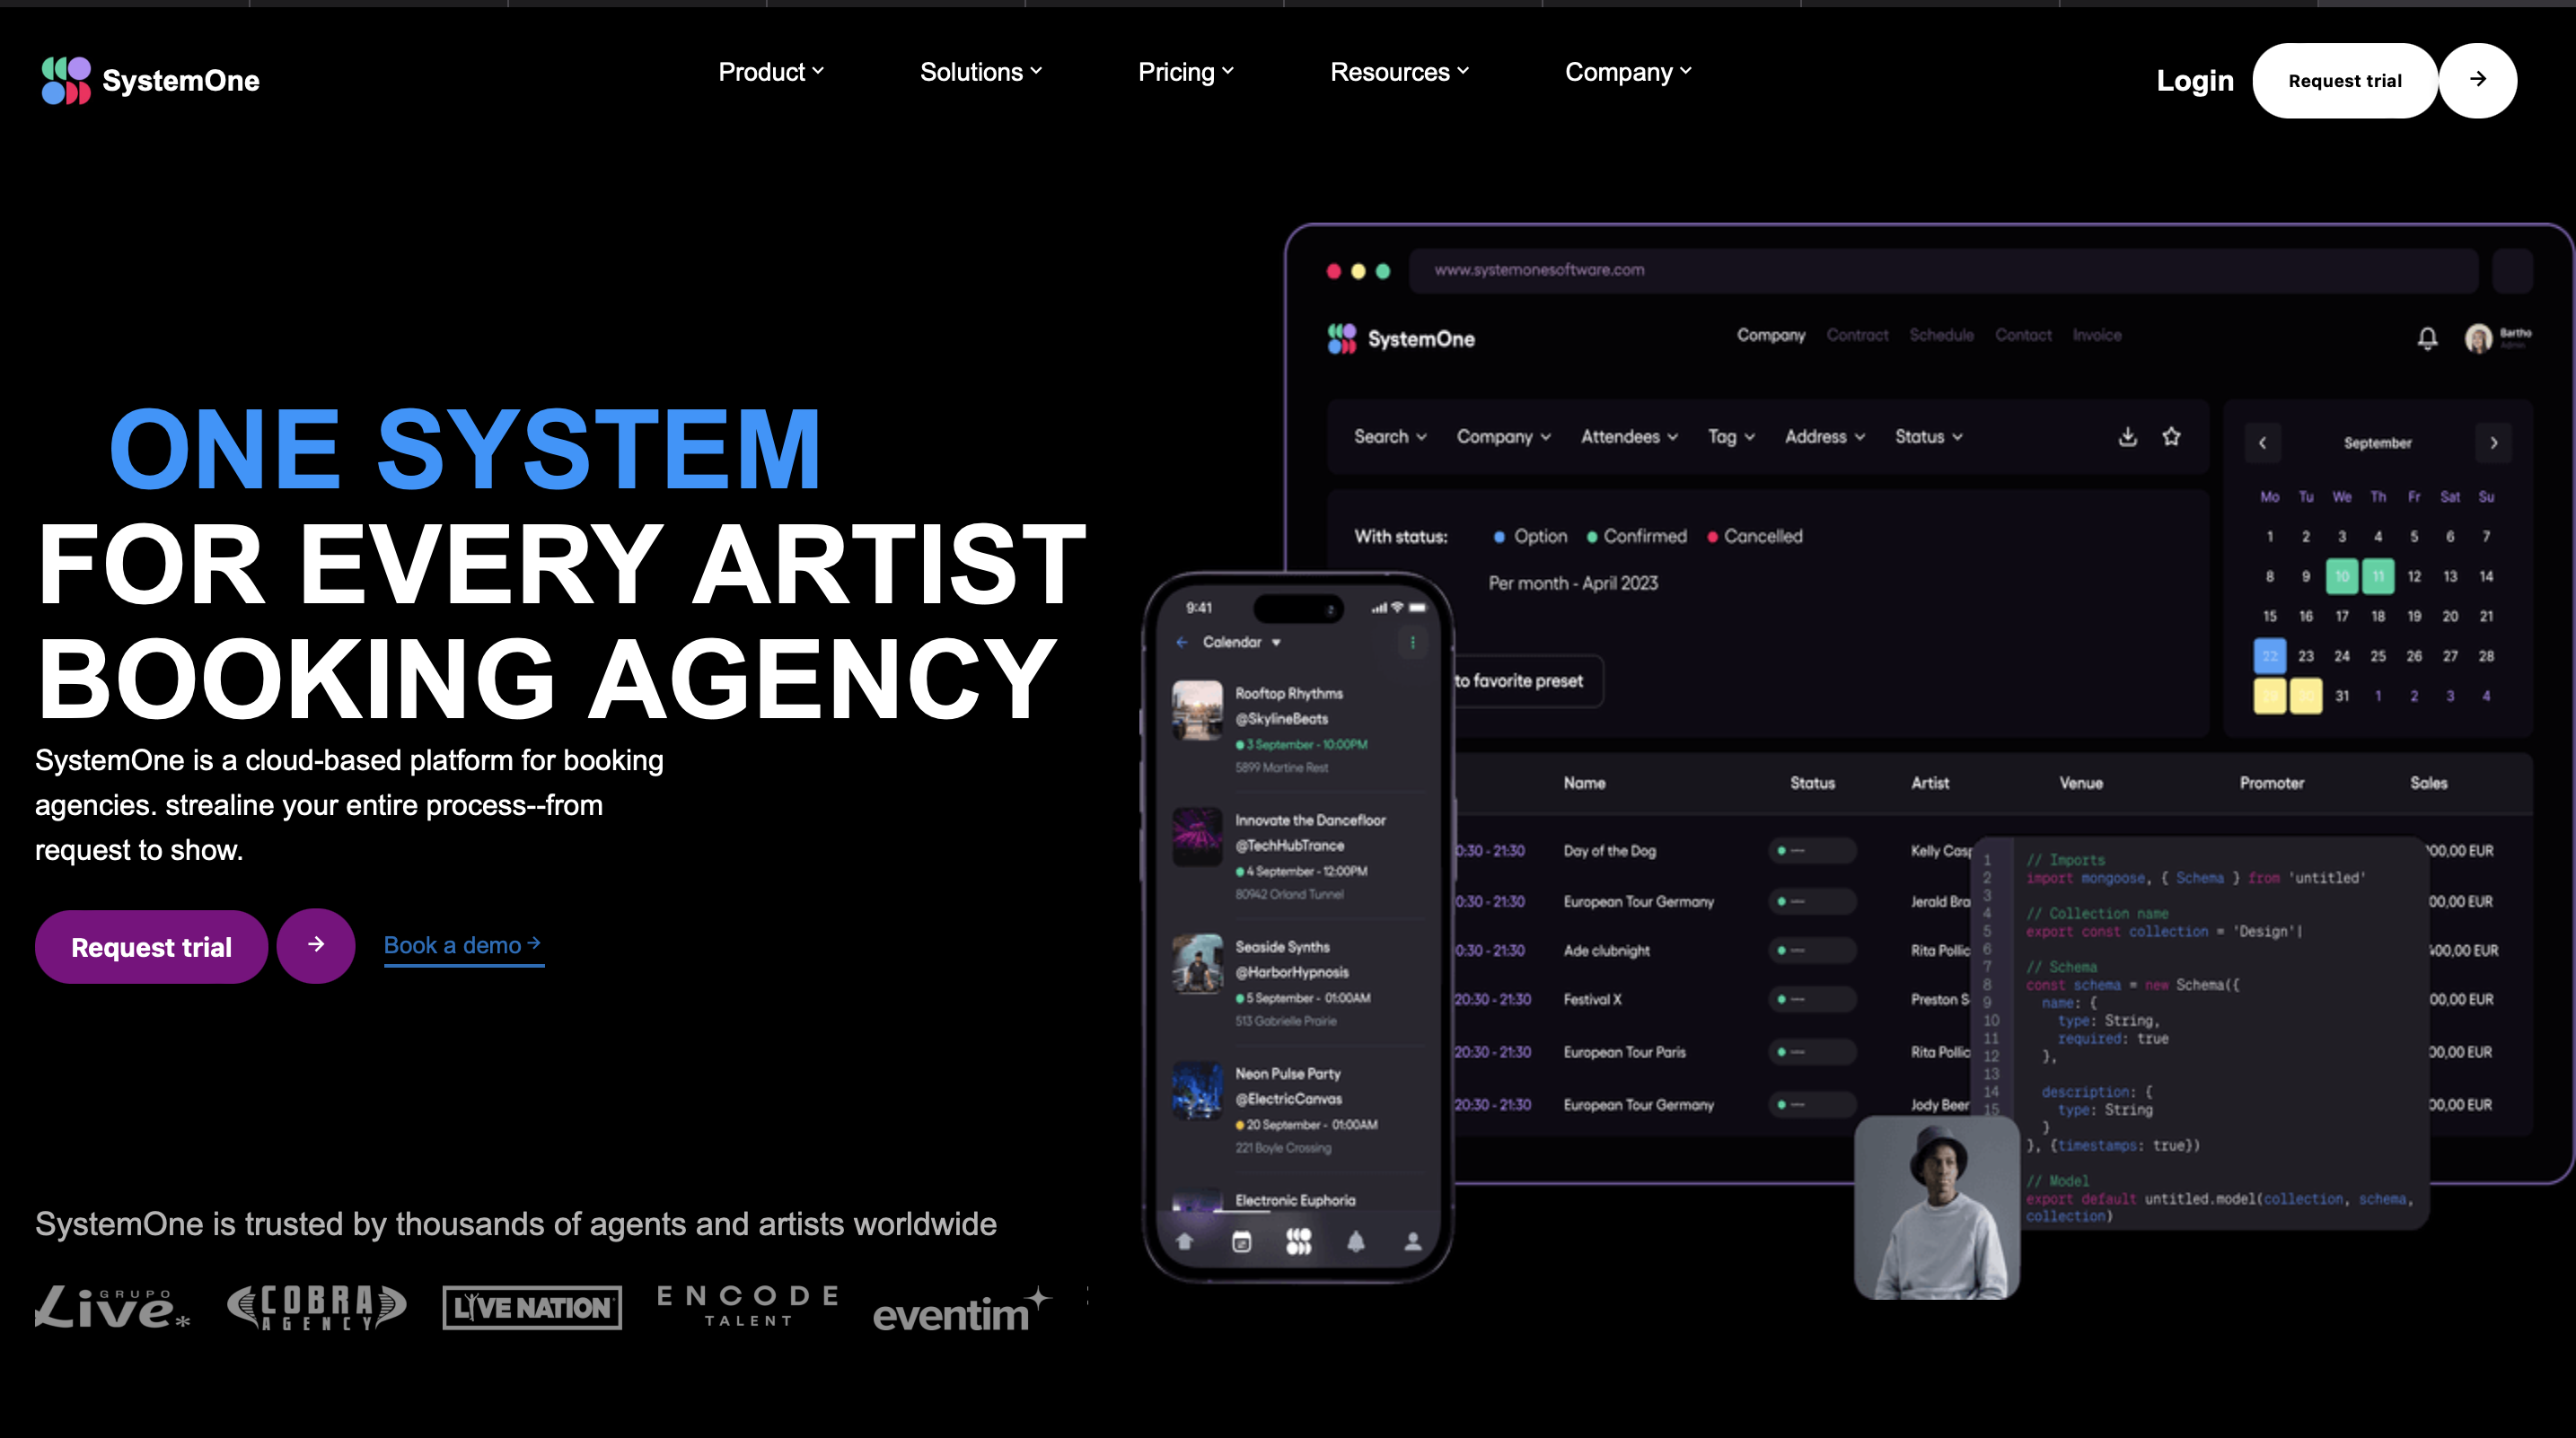 SystemOne
Product
Solutions
Pricing
Resources
Company
Login
Request trial
ONE SYSTEM
FOR EVERY ARTIST
BOOKING AGENCY
SystemOne is a cloud-based platform for booking
agencies. strealine your entire process--from
request to show.
Request trial
Book a demo
SystemOne is trusted by thousands of agents and artists worldwide
GRUPO
Live*
COBRA
AGENCY
LIVE NATION
ENCODE
TALENT
eventim
www.systemonesoftware.com
SystemOne
Company Contract Schedule Contact Invoice
Bartho
Admin
Search Company Attendees Tag Address Status
With status: Option Confirmed Cancelled
Per month - April 2023
to favorite preset
September
Mo Tu We Th Fr Sat Su
1 2 3 4 5 6 7
8 9 10 11 12 13 14
15 16 17 18 19 20 21
22 23 24 25 26 27 28
31 1 2 3 4
Name Status Artist Venue Promoter Sales
0:30 - 21:30 Day of the Dog Kelly Casp 00,00 EUR
0:30 - 21:30 European Tour Germany Jerald Bra 00,00 EUR
0:30 - 21:30 Ade clubnight Rita Pollic 00,00 EUR
20:30 - 21:30 Festival X Preston S 00,00 EUR
20:30 - 21:30 European Tour Paris Rita Pollic 00,00 EUR
20:30 - 21:30 European Tour Germany Jody Beer 00,00 EUR
9:41
Calendar
Rooftop Rhythms
@SkylineBeats
3 September - 10:00PM
5899 Martine Rest
Innovate the Dancefloor
@TechHubTrance
4 September - 12:00PM
80942 Orland Tunnel
Seaside Synths
@HarborHypnosis
5 September - 01:00AM
513 Gabrielle Prairie
Neon Pulse Party
@ElectricCanvas
20 September - 01:00AM
221 Boyle Crossing
Electronic Euphoria
1 // Imports
2 import mongoose, { Schema } from 'untitled'
3
4 // Collection name
5 export const collection = 'Design'|
6
7 // Schema
8 const schema = new Schema({
9 name: {
10 type: String,
11 required: true
12 },
13
14 description: {
15 type: String
}
}, {timestamps: true})
// Model
export default untitled.model(collection, schema,
collection)